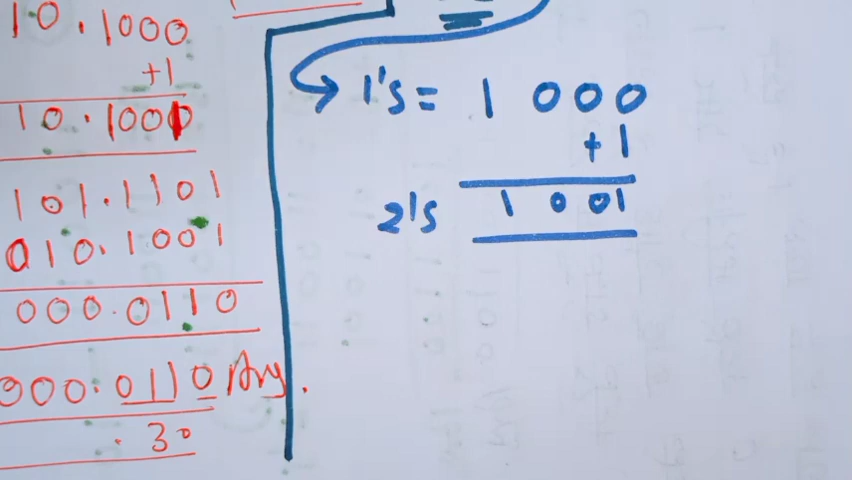 10.1000
+1
10.1001
101.1101
010.1001
000.0110
000.0110 Ans.
.30
1's = 1 000
+1
2's 1 001